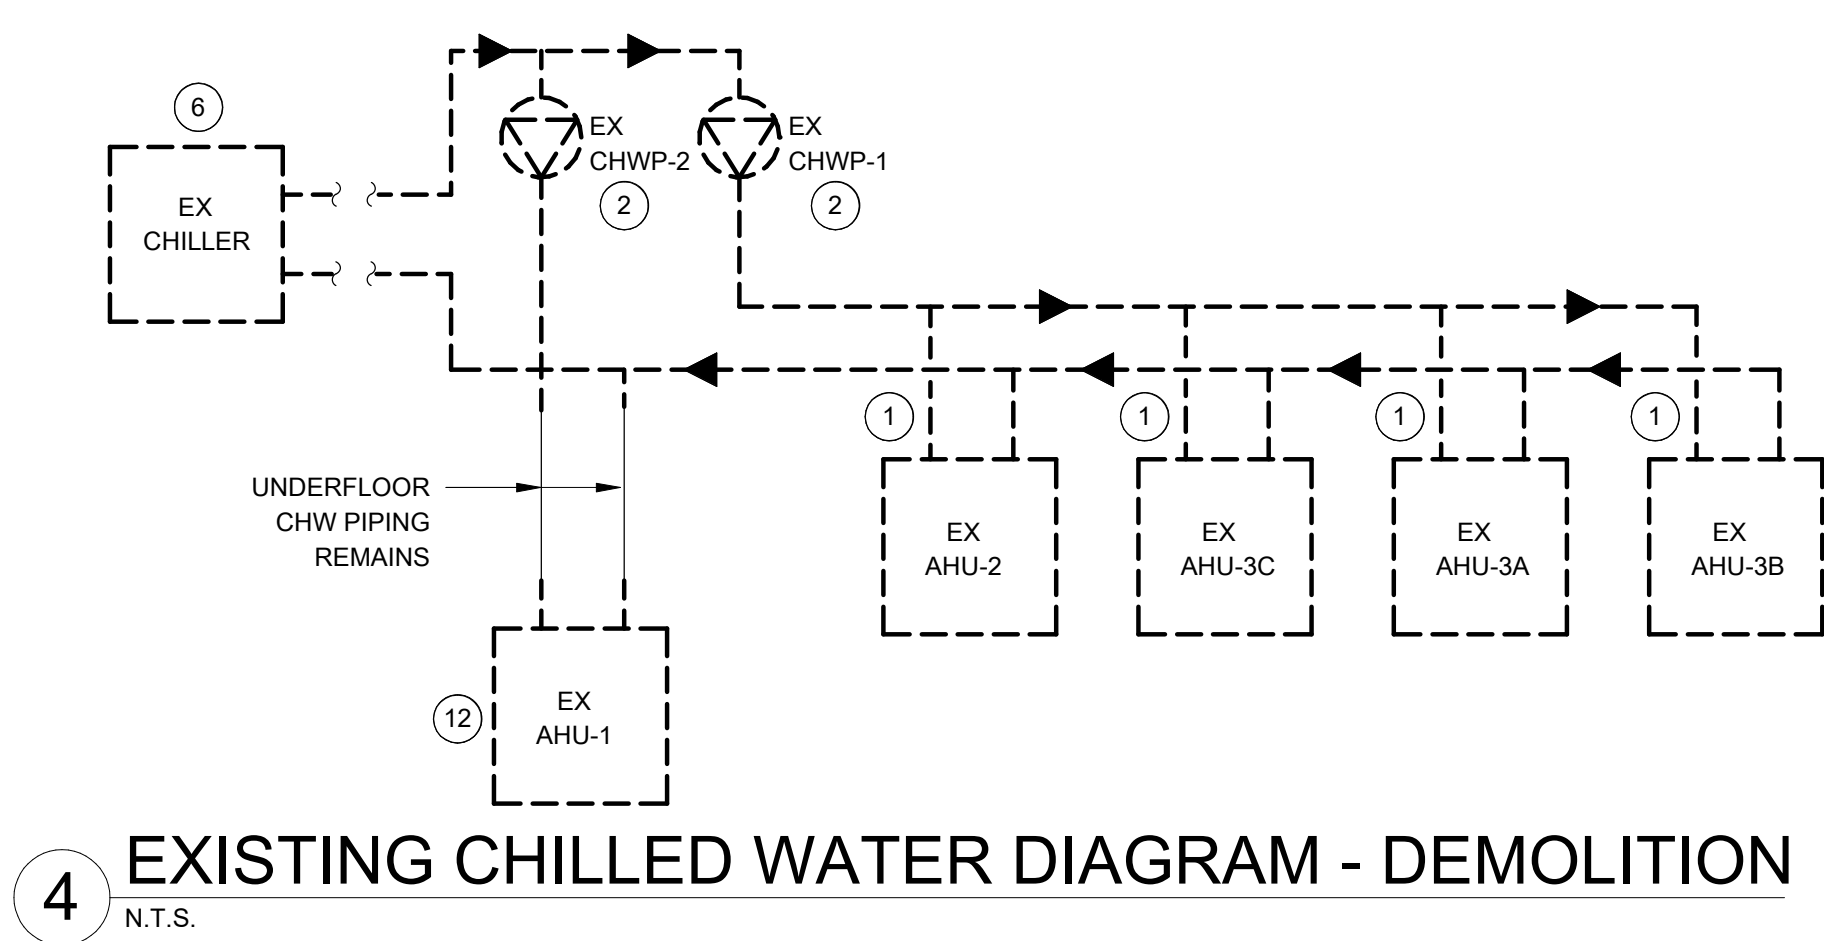 6
EX
CHILLER
EX
CHWP-2
2
EX
CHWP-1
2
1
1
1
1
UNDERFLOOR
CHW PIPING
REMAINS
EX
AHU-2
EX
AHU-3C
EX
AHU-3A
EX
AHU-3B
12
EX
AHU-1
4
EXISTING CHILLED WATER DIAGRAM - DEMOLITION
N.T.S.